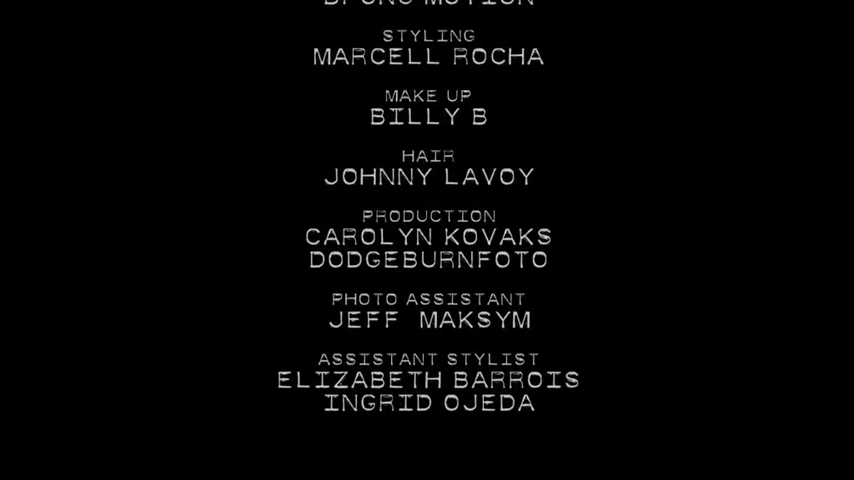 STYLING
MARCELL ROCHA
MAKE UP
BILLY B
HAIR
JOHNNY LAVOY
PRODUCTION
CAROLYN KOVAKS
DODGEBURNFOTO
PHOTO ASSISTANT
JEFF MAKSYM
ASSISTANT STYLIST
ELIZABETH BARROIS
INGRID OJEDA